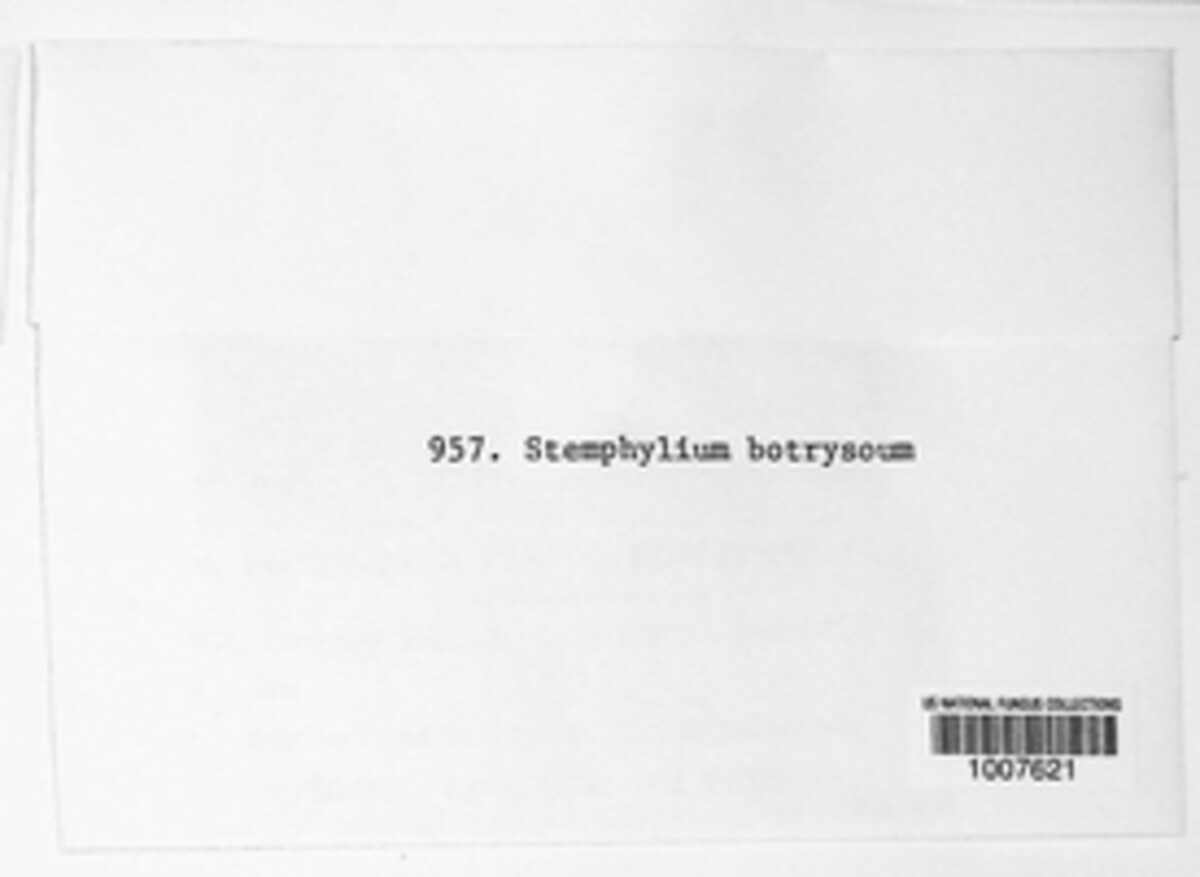 957. Stemphylium botrysoum
US NATIONAL FUNGUS COLLECTIONS
1007621